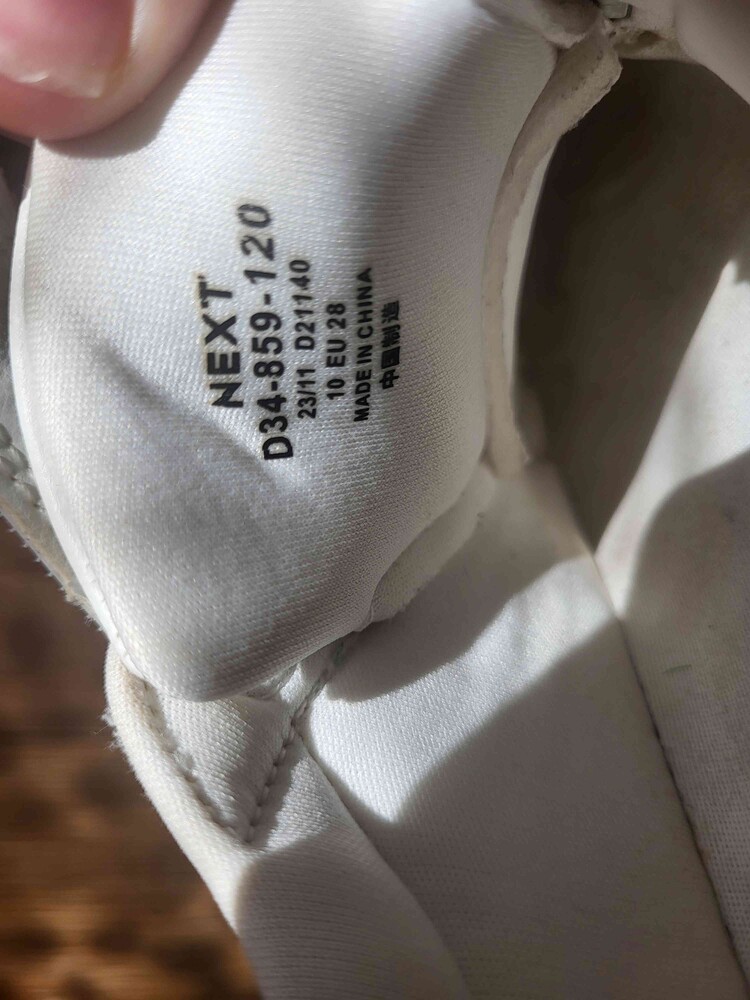 NEXT
D34-859-120
23/11 D21140
10 EU 28
MADE IN CHINA
中国制造